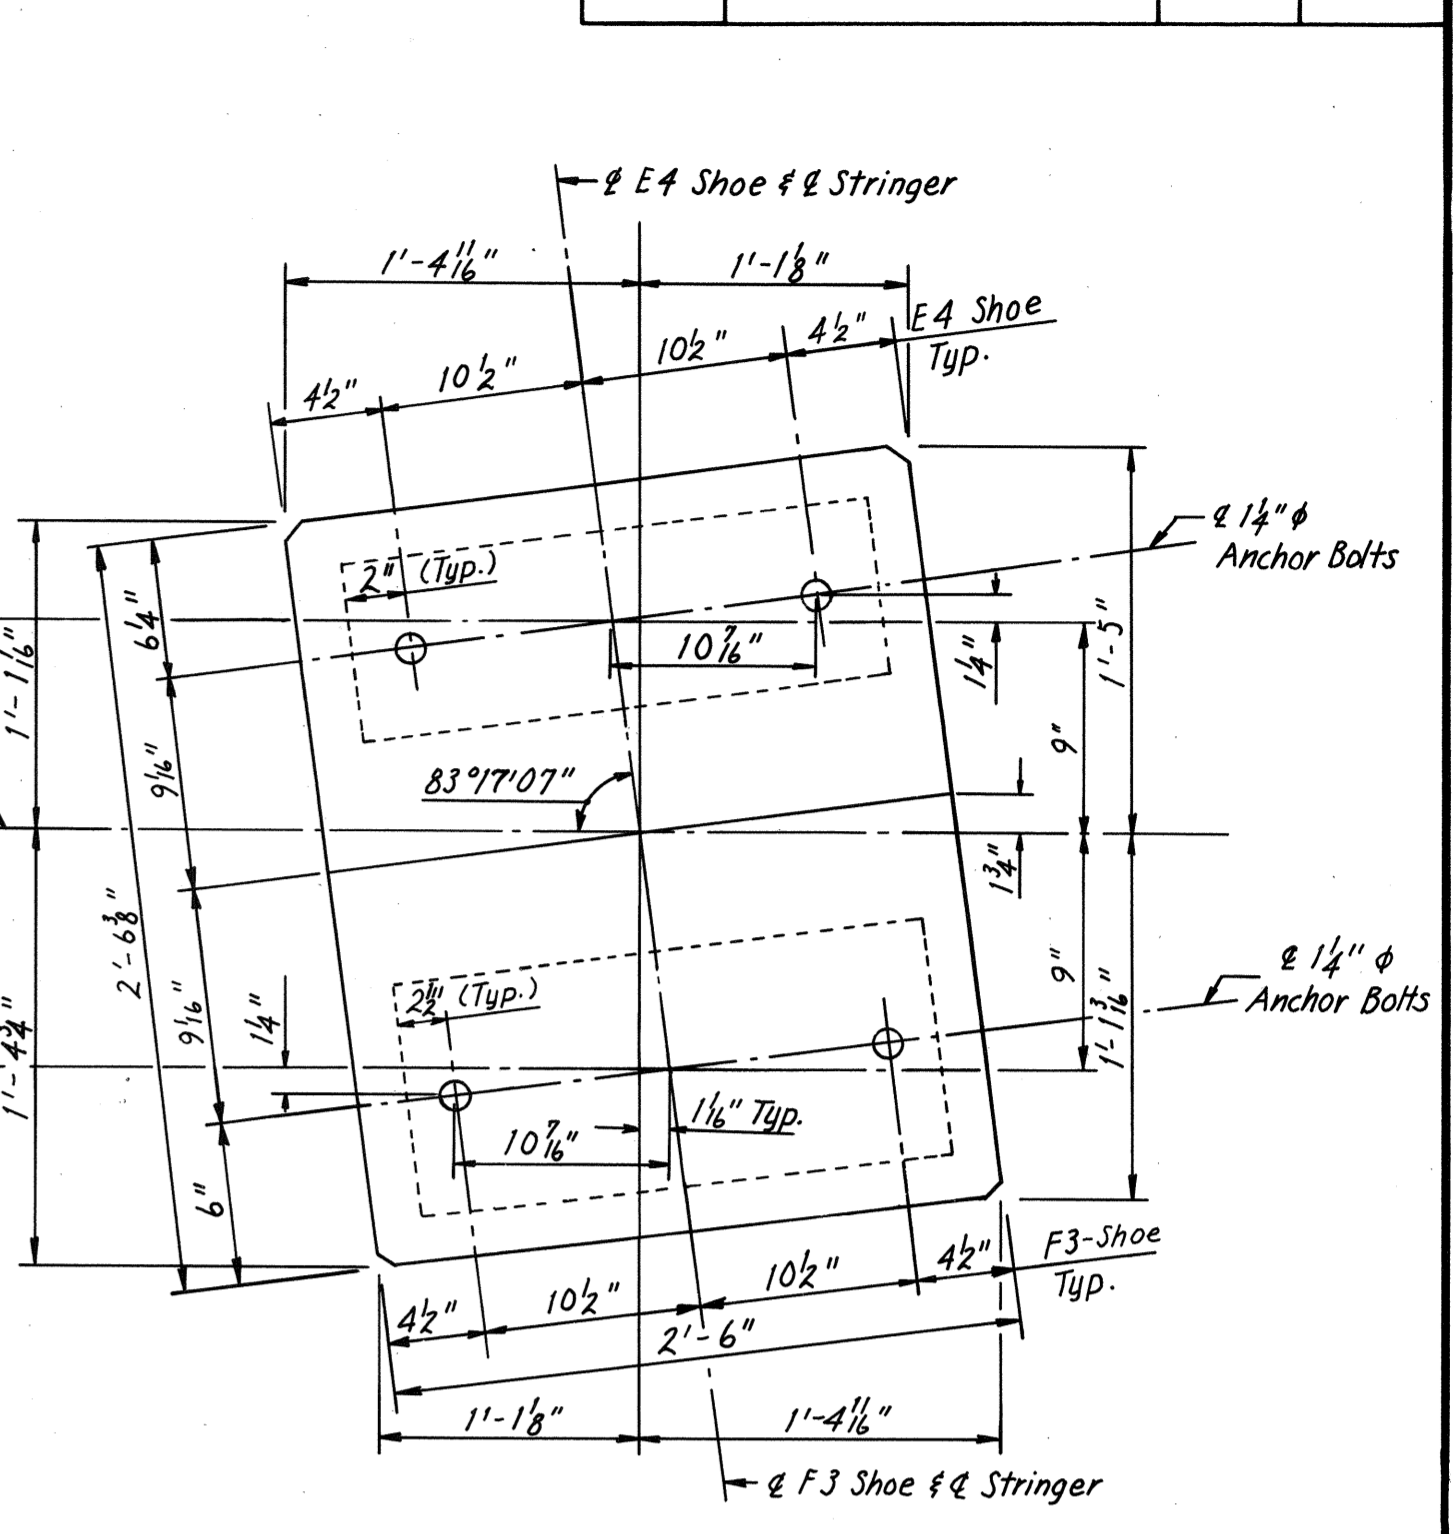 ℄ E4 Shoe & ℄ Stringer
1'-4 11/16"
1'-1 1/8"
E4 Shoe
Typ.
4 1/2"
10 1/2"
10 1/2"
4 1/2"
℄ 1 1/4" ϕ
Anchor Bolts
2" (Typ.)
6 1/4"
1'-1 1/16"
10 7/16"
1 1/4"
1'-5"
9"
9 1/16"
83°17'07"
1 3/4"
2'-6 3/8"
9"
℄ 1 1/4" ϕ
Anchor Bolts
2 1/2" (Typ.)
9 1/16"
1 1/4"
1'-4 3/4"
1'-1 3/16"
1 1/16" Typ.
10 7/16"
6"
F3-Shoe
Typ.
4 1/2"
10 1/2"
10 1/2"
4 1/2"
2'-6"
1'-1 1/8"
1'-4 11/16"
℄ F3 Shoe & ℄ Stringer